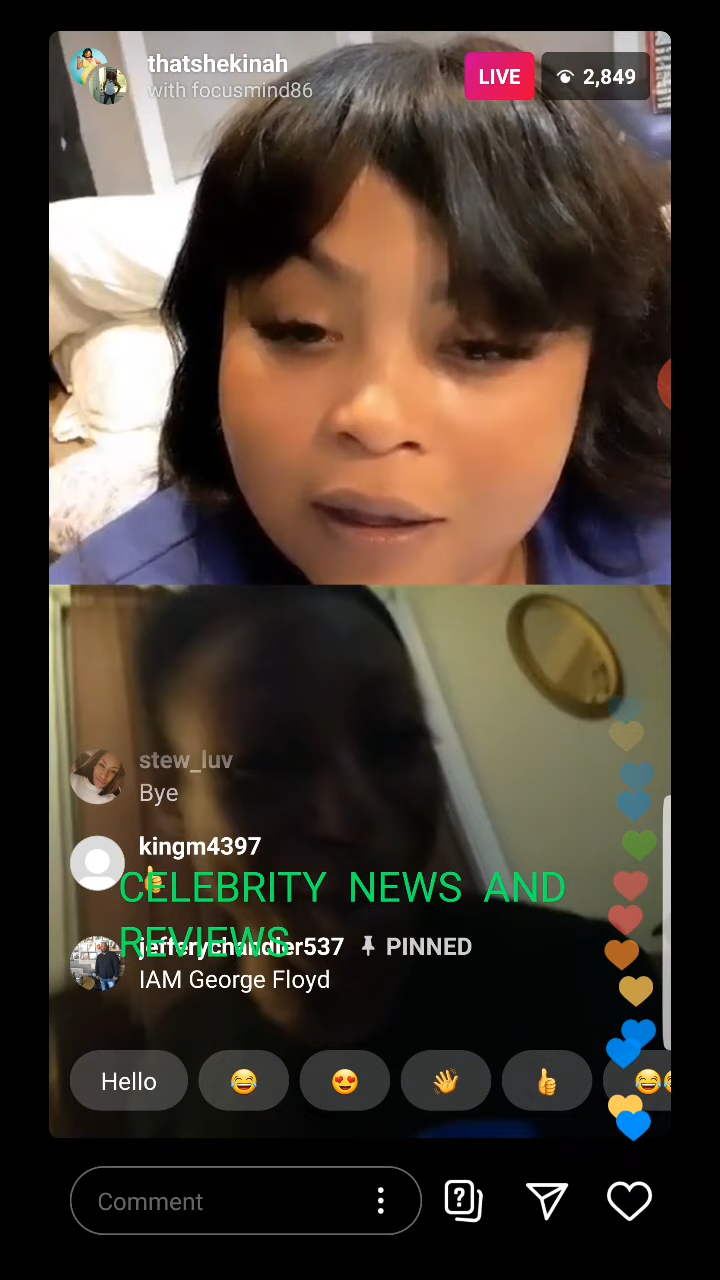 thatshekinah
with focusmind86
LIVE
2,849
stew_luv
Bye
kingm4397
👍
CELEBRITY NEWS AND
REVIEWS
jefferychandler537 PINNED
IAM George Floyd
Hello
Comment